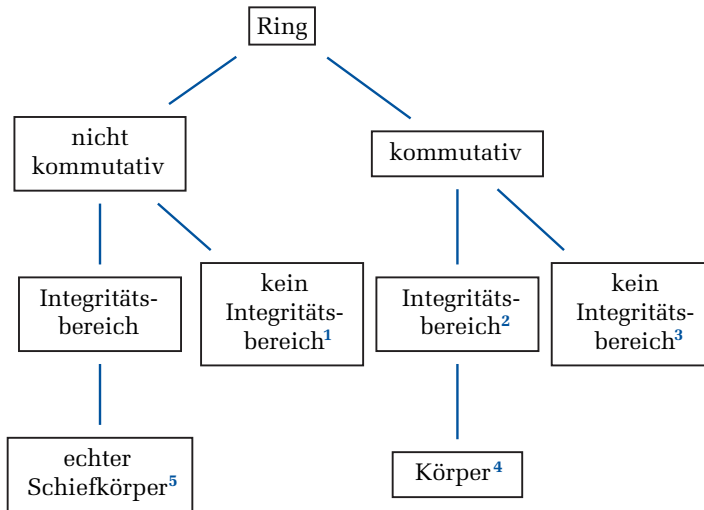 Ring
nicht
kommutativ
kommutativ
Integritäts-
bereich
kein
Integritäts-
bereich¹
Integritäts-
bereich²
kein
Integritäts-
bereich³
echter
Schiefkörper⁵
Körper⁴